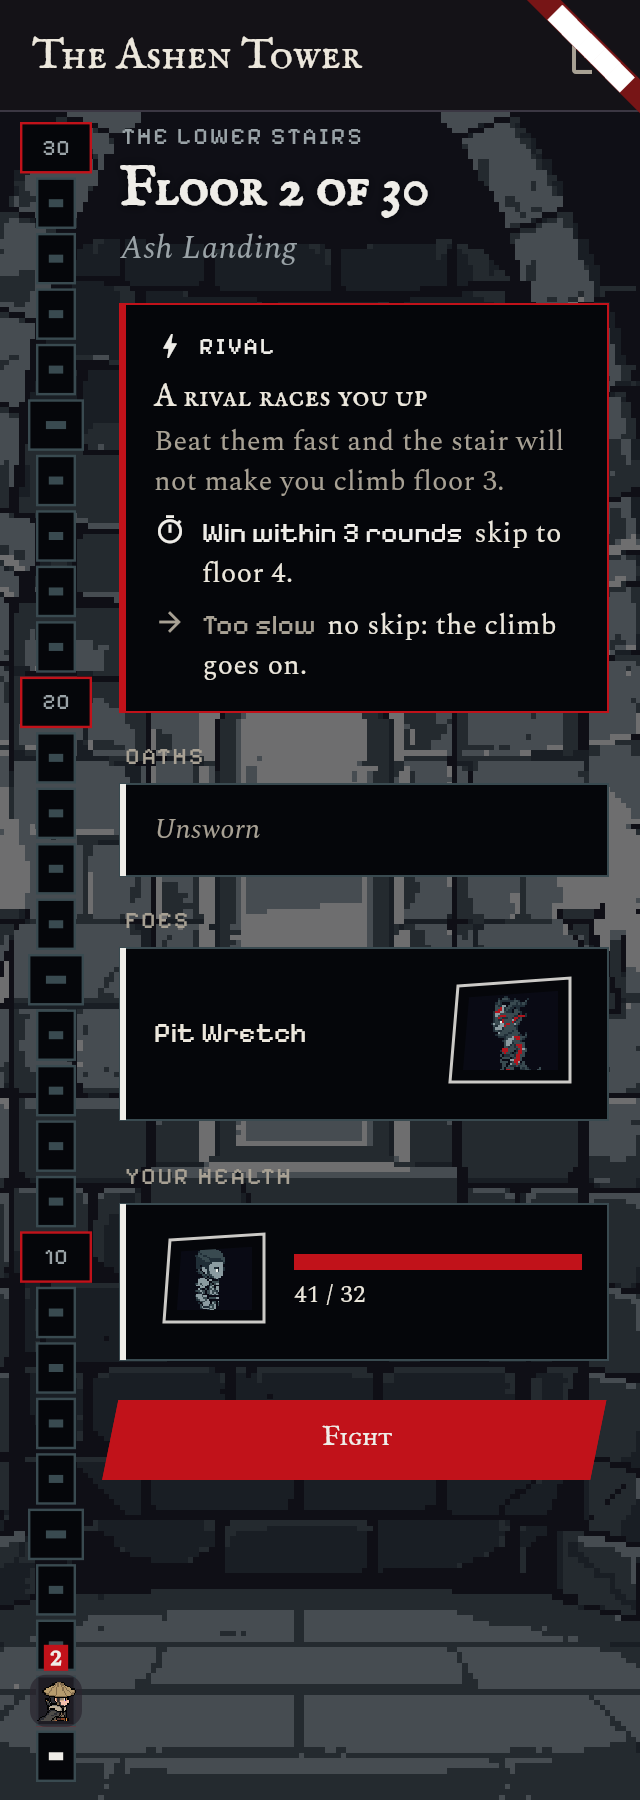 The Ashen Tower
30
THE LOWER STAIRS
Floor 2 of 30
Ash Landing
RIVAL
A rival races you up
Beat them fast and the stair will
not make you climb floor 3.
Win within 3 rounds skip to
floor 4.
Too slow no skip: the climb
goes on.
20
OATHS
Unsworn
FOES
Pit Wretch
YOUR HEALTH
10
41 / 32
Fight
2